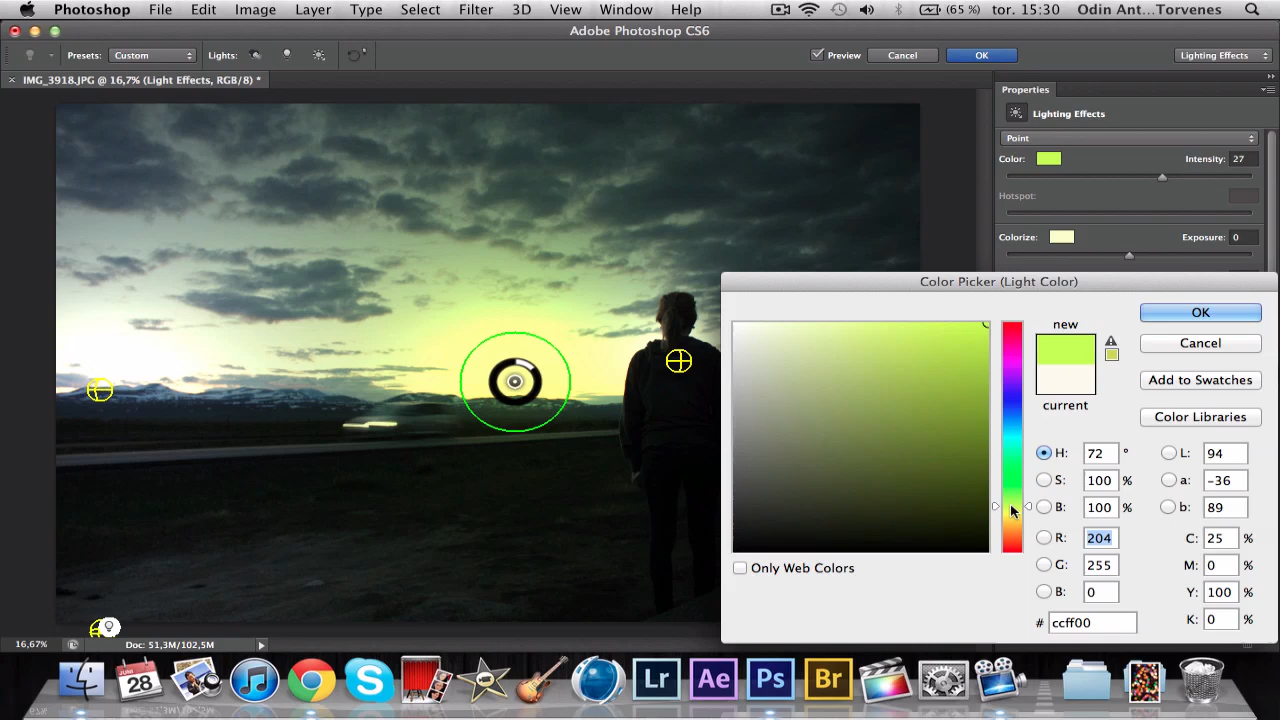 Photoshop File Edit Image Layer Type Select Filter 3D View Window Help (65 %) tor. 15:30 Odin Ant...Torvenes
Adobe Photoshop CS6
Presets: Custom Lights: Preview Cancel OK Lighting Effects
× IMG_3918.JPG @ 16,7% (Light Effects, RGB/8) *
Properties
Lighting Effects
Point
Color: Intensity: 27
Hotspot:
Colorize: Exposure: 0
Color Picker (Light Color)
new
current
OK
Cancel
Add to Swatches
Color Libraries
H: 72 ° L: 94
S: 100 % a: -36
B: 100 % b: 89
R: 204 C: 25 %
G: 255 M: 0 %
B: 0 Y: 100 %
# ccff00 K: 0 %
Only Web Colors
16,67% Doc: 51,3M/102,5M
JUNI
28
Lr Ae Ps Br